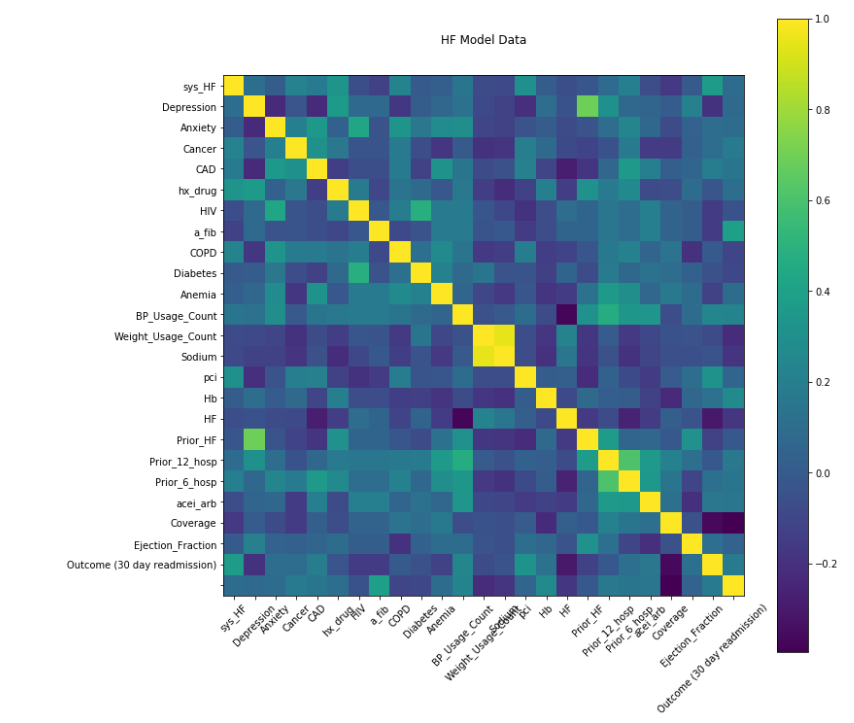 HF Model Data
sys_HF
Depression
Anxiety
Cancer
CAD
hx_drug
HIV
a_fib
COPD
Diabetes
Anemia
BP_Usage_Count
Weight_Usage_Count
Sodium
pci
Hb
HF
Prior_HF
Prior_12_hosp
Prior_6_hosp
acei_arb
Coverage
Ejection_Fraction
Outcome (30 day readmission)
sys_HF
Depression
Anxiety
Cancer
CAD
hx_drug
HIV
a_fib
COPD
Diabetes
Anemia
BP_Usage_Count
Weight_Usage_Count
Sodium
pci
Hb
HF
Prior_HF
Prior_12_hosp
Prior_6_hosp
acei_arb
Coverage
Ejection_Fraction
Outcome (30 day readmission)
1.0
0.8
0.6
0.4
0.2
0.0
−0.2